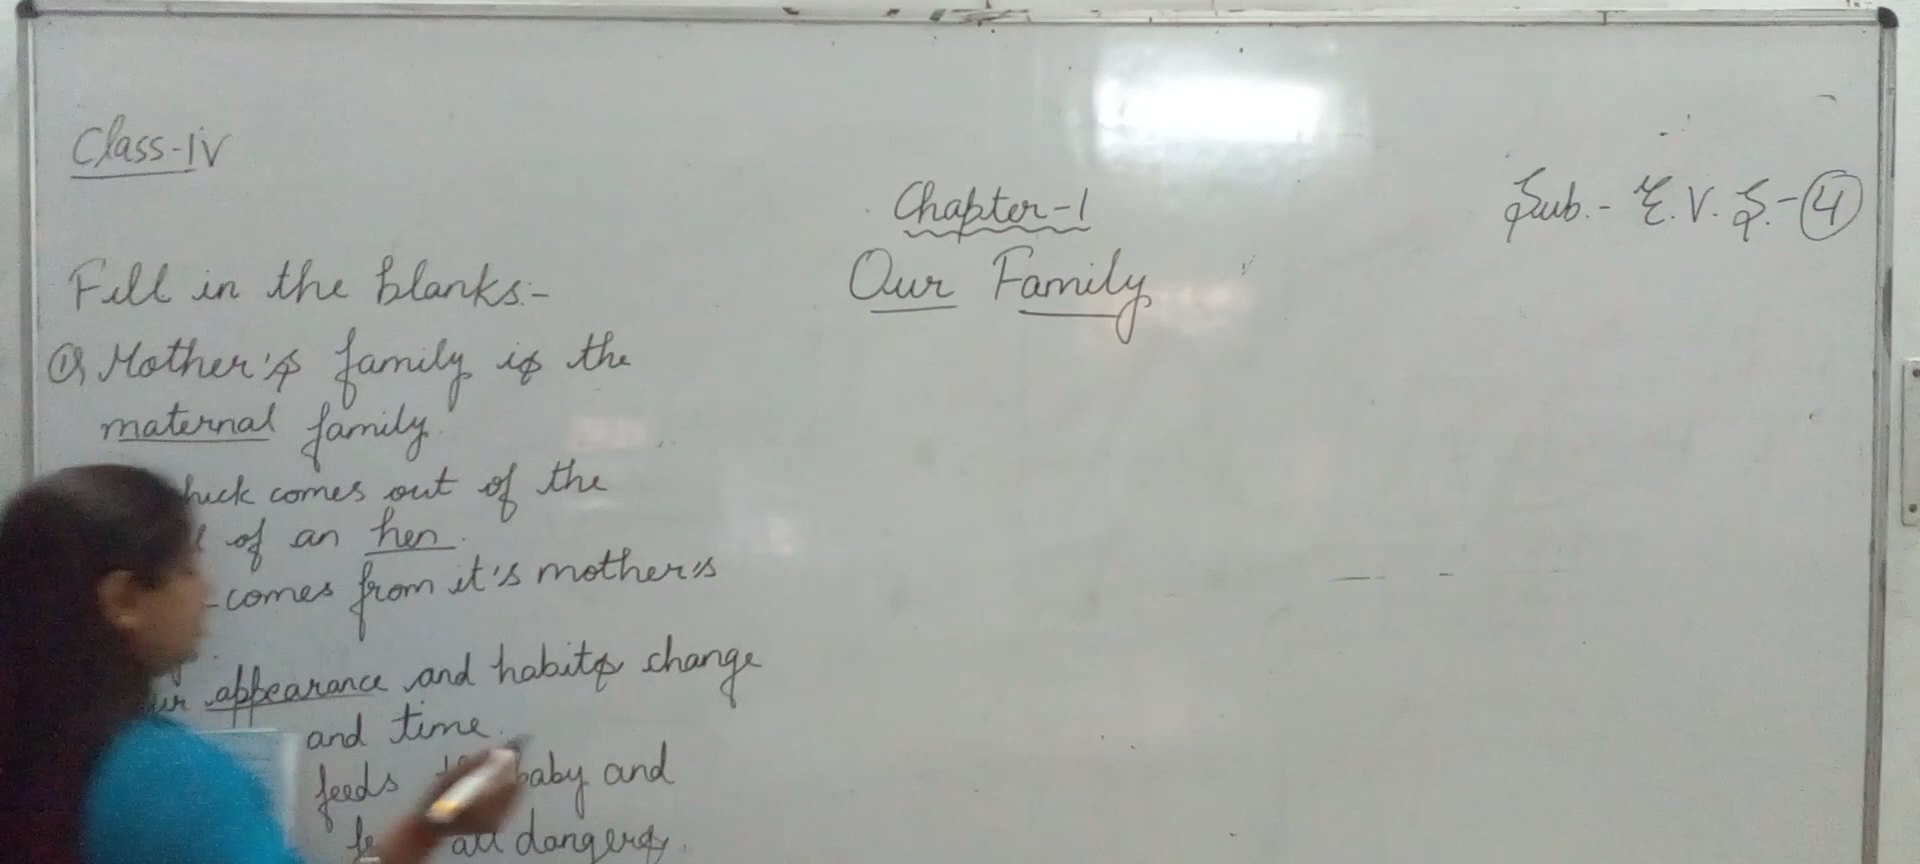 Class-iv
Chapter-1
Sub.- E.V.S.-4
Our Family
Fill in the blanks:-
1) Mother's family is the
maternal family.
comes out of the
of an hen.
comes from it's mother's
appearance and habits change
and time.
feeds baby and
all dangers.